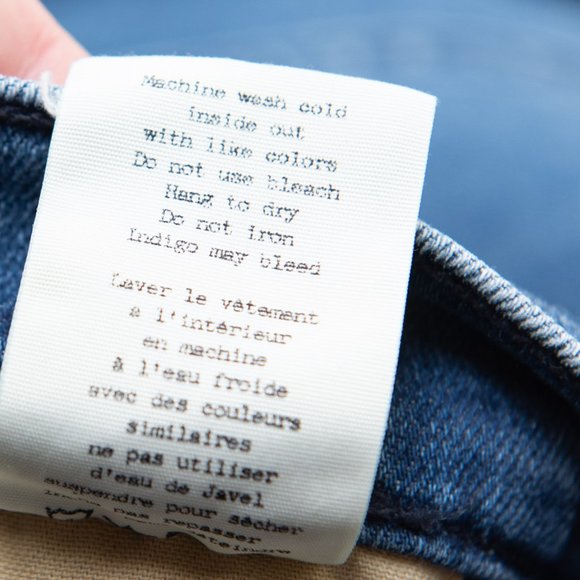 Machine wash cold
inside out
with like colors
Do not use bleach
Hang to dry
Do not iron
Indigo may bleed
Laver le vêtement
à l'intérieur
en machine
à l'eau froide
avec des couleurs
similaires
ne pas utiliser
d'eau de Javel
suspendre pour sécher
pas repasser